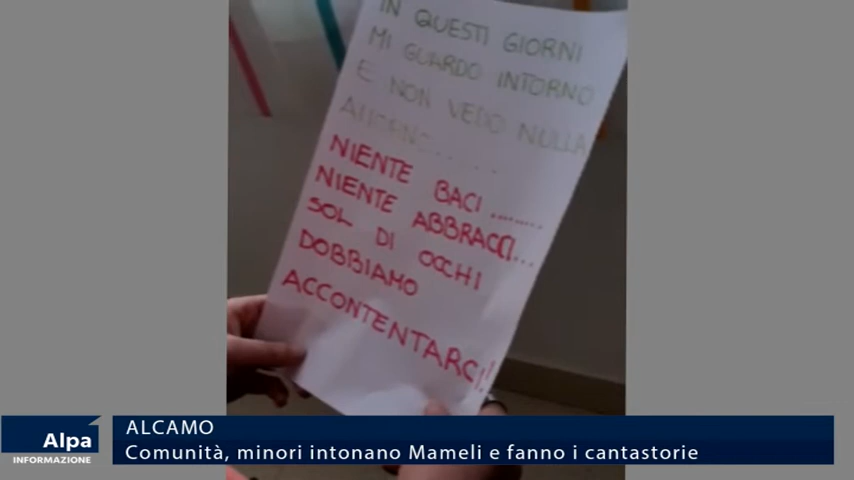 IN QUESTI GIORNI
MI GUARDO INTORNO
E NON VEDO NULLA
NIENTE BACI.........
NIENTE ABBRACCI...
SOL DI OCCHI
DOBBIAMO
ACCONTENTARCI!
Alpa
INFORMAZIONE
ALCAMO
Comunità, minori intonano Mameli e fanno i cantastorie